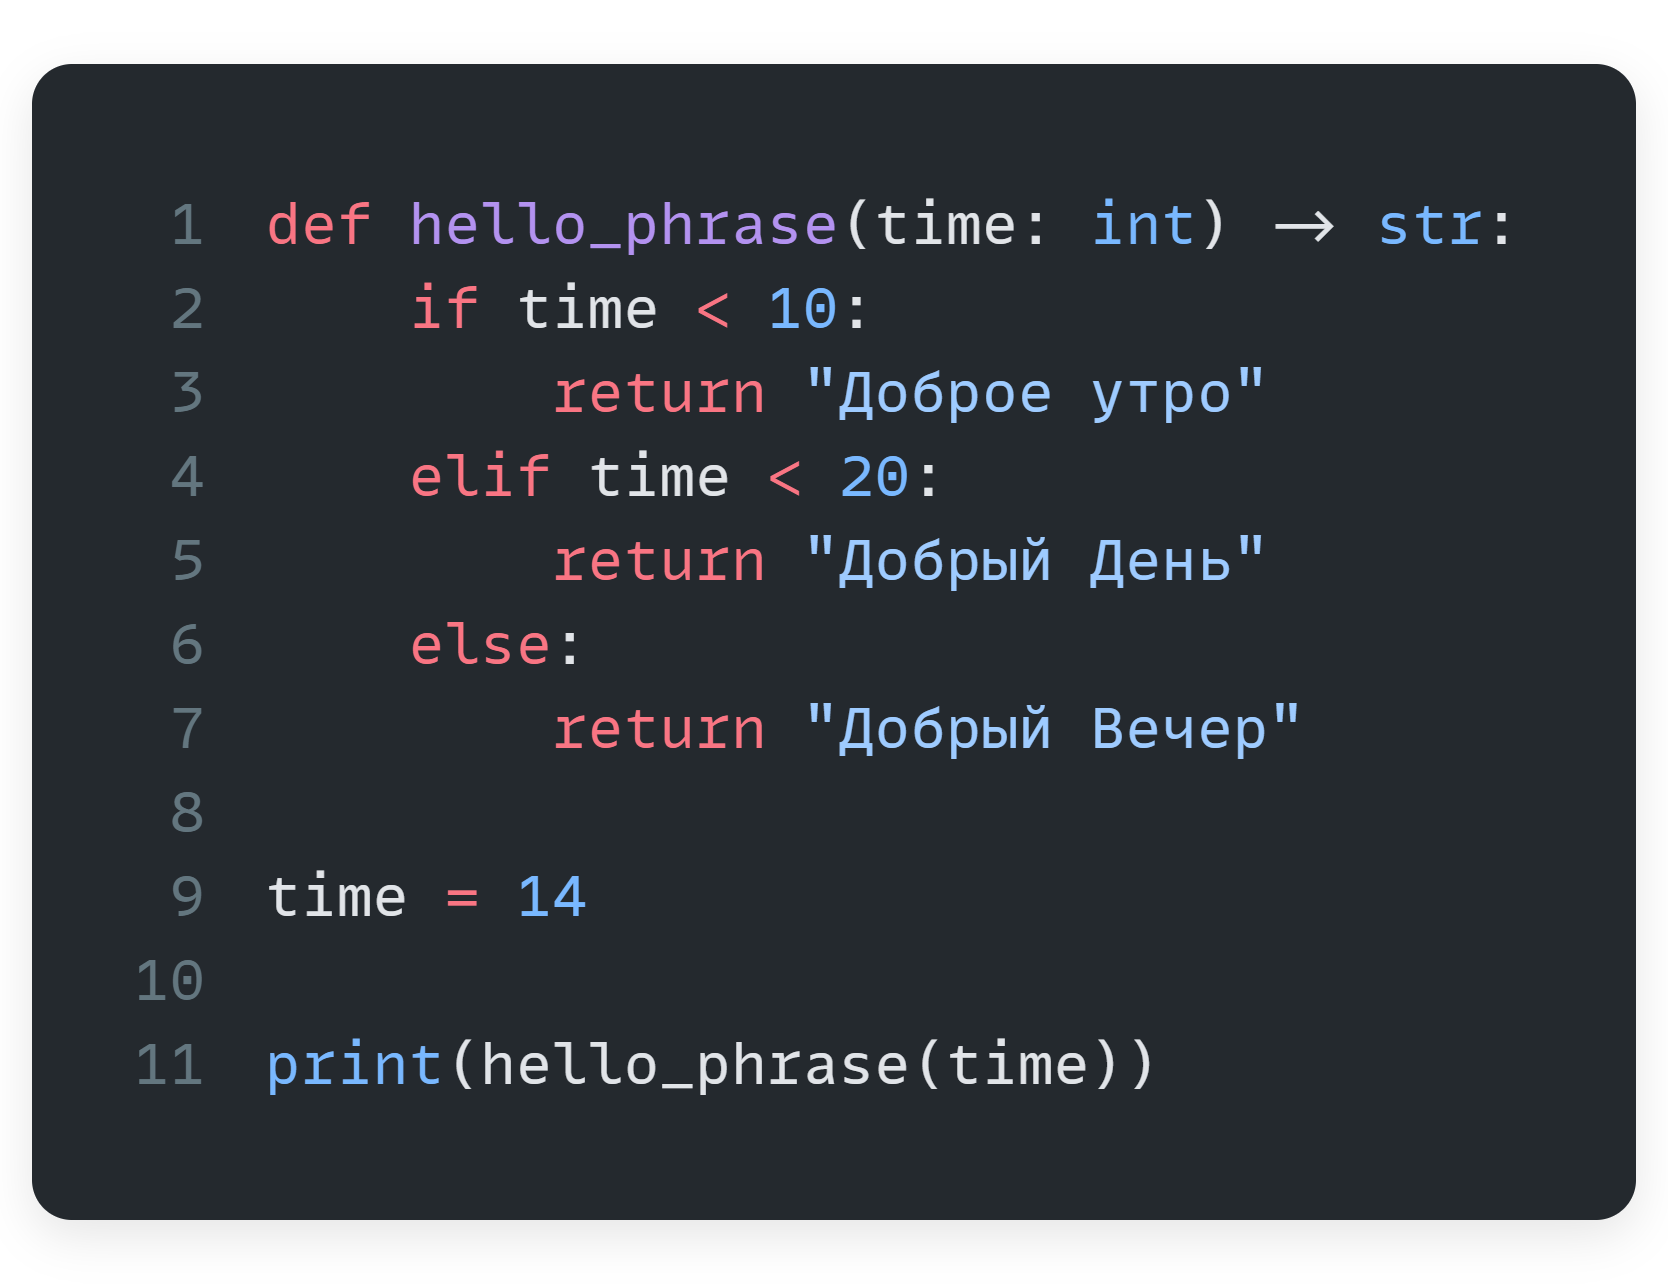 1 def hello_phrase(time: int) -> str:
2     if time < 10:
3         return "Доброе утро"
4     elif time < 20:
5         return "Добрый День"
6     else:
7         return "Добрый Вечер"
8
9 time = 14
10
11 print(hello_phrase(time))